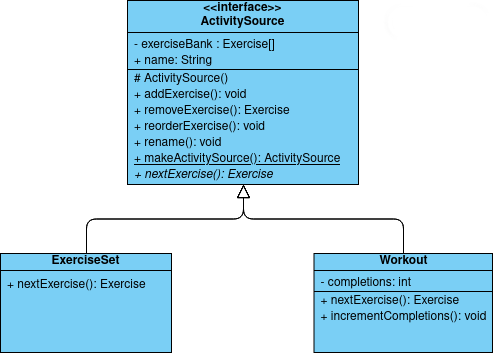 <<interface>>
ActivitySource
- exerciseBank : Exercise[]
+ name: String
# ActivitySource()
+ addExercise(): void
+ removeExercise(): Exercise
+ reorderExercise(): void
+ rename(): void
+ makeActivitySource(): ActivitySource
+ nextExercise(): Exercise
ExerciseSet
+ nextExercise(): Exercise
Workout
- completions: int
+ nextExercise(): Exercise
+ incrementCompletions(): void